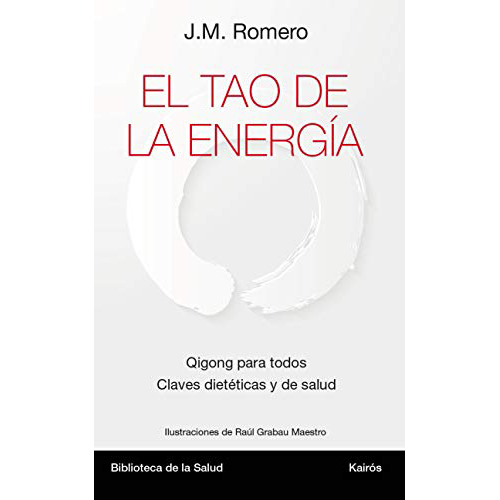 J.M. Romero
EL TAO DE
LA ENERGÍA
Qigong para todos
Claves dietéticas y de salud
Ilustraciones de Raúl Grabau Maestro
Biblioteca de la Salud Kairós